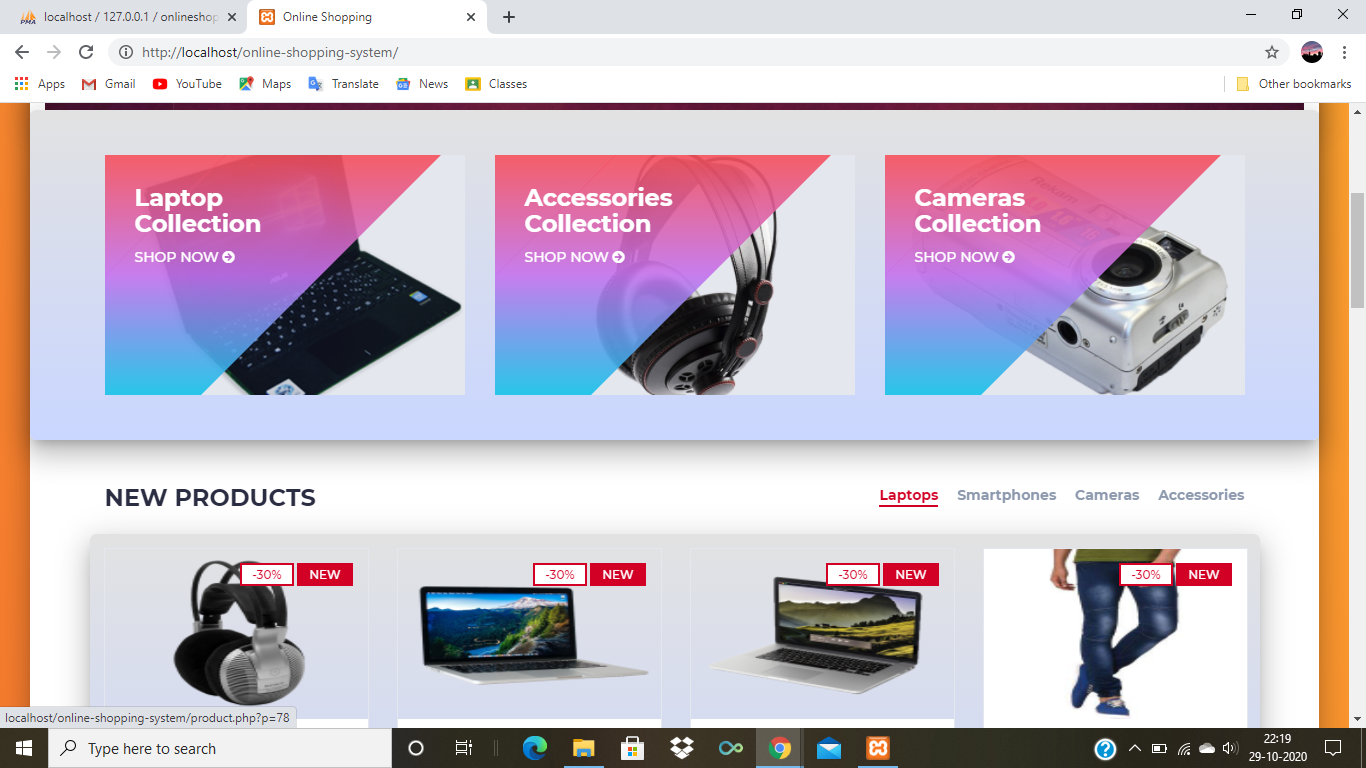 localhost / 127.0.0.1 / onlineshop
Online Shopping
http://localhost/online-shopping-system/
Apps
Gmail
YouTube
Maps
Translate
News
Classes
Other bookmarks
Laptop
Collection
SHOP NOW
Accessories
Collection
SHOP NOW
Cameras
Collection
SHOP NOW
NEW PRODUCTS
Laptops
Smartphones
Cameras
Accessories
-30% NEW
-30% NEW
-30% NEW
-30% NEW
localhost/online-shopping-system/product.php?p=78
Type here to search
22:19
29-10-2020